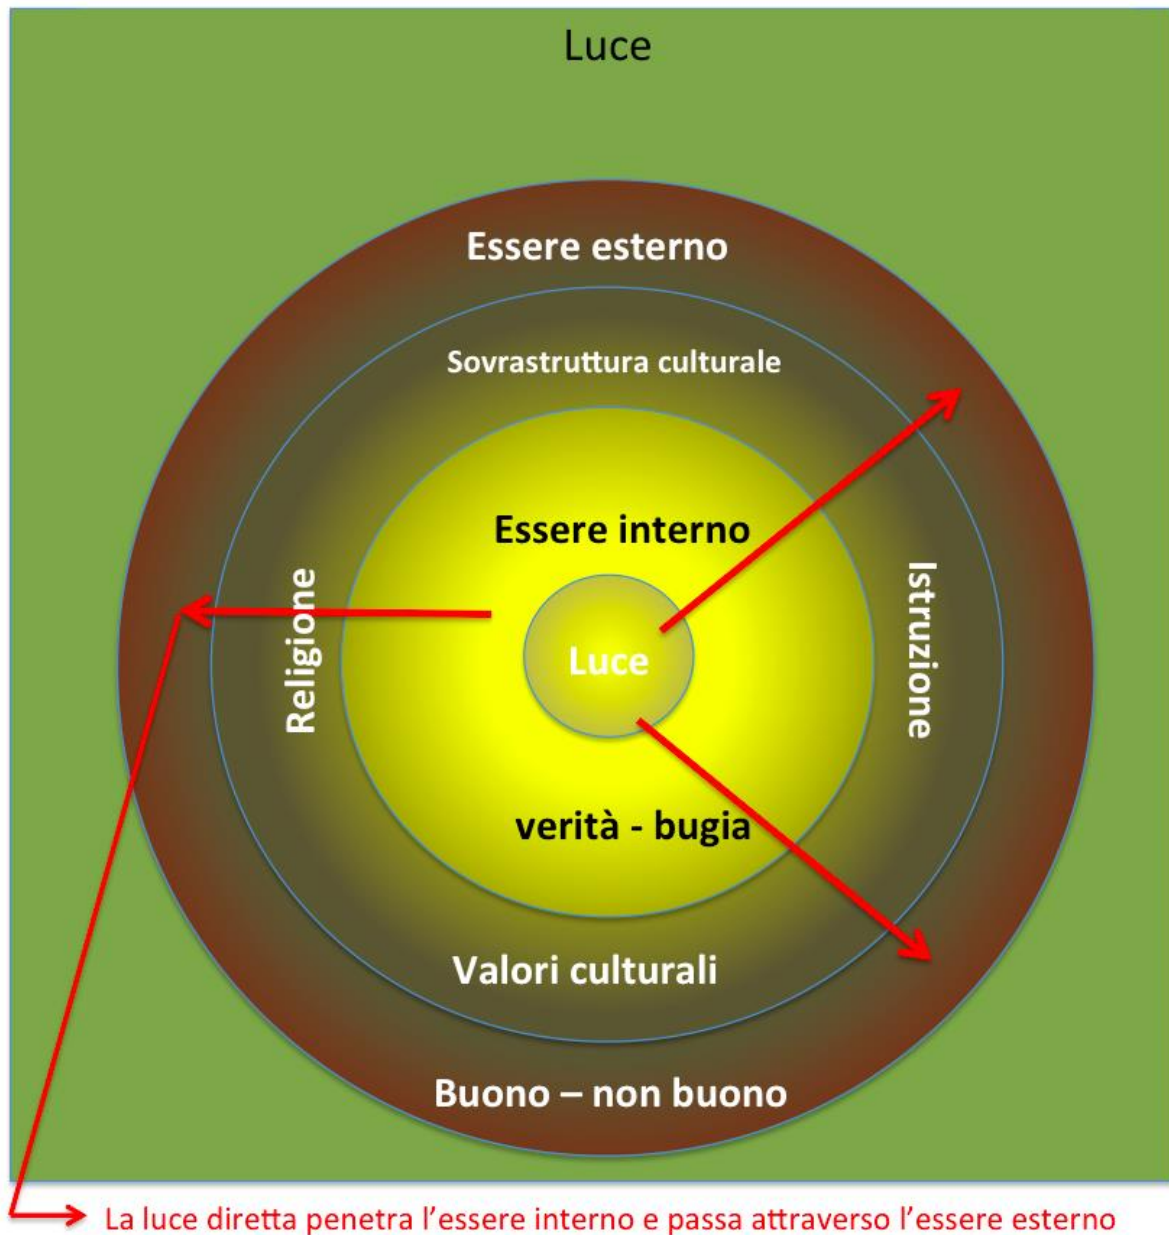 Luce
Essere esterno
Sovrastruttura culturale
Essere interno
Religione
Luce
Istruzione
verità - bugia
Valori culturali
Buono – non buono
La luce diretta penetra l’essere interno e passa attraverso l’essere esterno